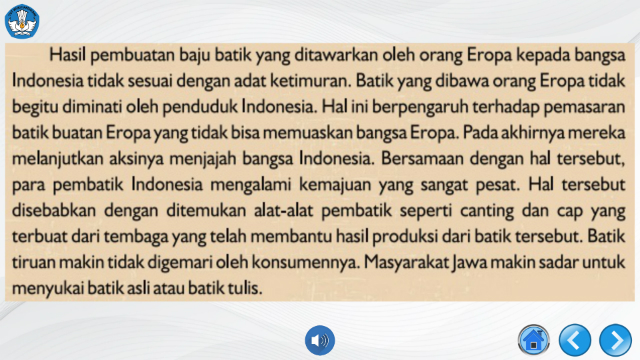 Hasil pembuatan baju batik yang ditawarkan oleh orang Eropa kepada bangsa
Indonesia tidak sesuai dengan adat ketimuran. Batik yang dibawa orang Eropa tidak
begitu diminati oleh penduduk Indonesia. Hal ini berpengaruh terhadap pemasaran
batik buatan Eropa yang tidak bisa memuaskan bangsa Eropa. Pada akhirnya mereka
melanjutkan aksinya menjajah bangsa Indonesia. Bersamaan dengan hal tersebut,
para pembatik Indonesia mengalami kemajuan yang sangat pesat. Hal tersebut
disebabkan dengan ditemukan alat-alat pembatik seperti canting dan cap yang
terbuat dari tembaga yang telah membantu hasil produksi dari batik tersebut. Batik
tiruan makin tidak digemari oleh konsumennya. Masyarakat Jawa makin sadar untuk
menyukai batik asli atau batik tulis.